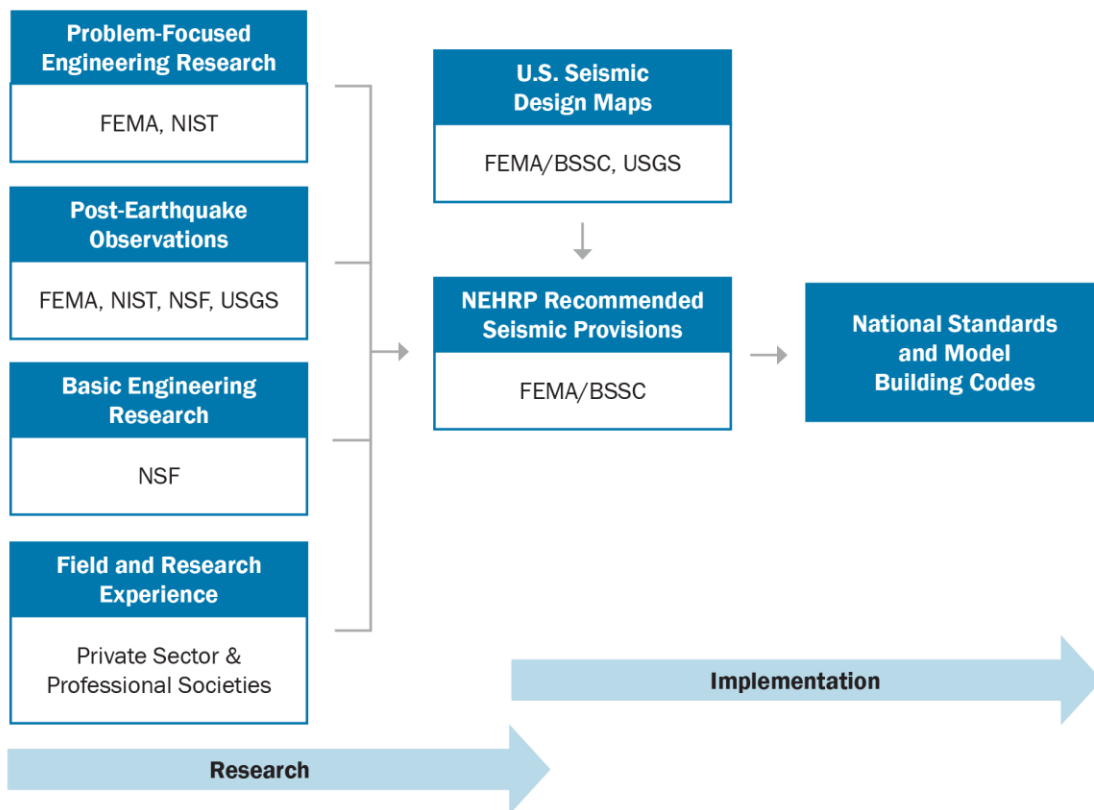 Problem-Focused
Engineering Research
FEMA, NIST
Post-Earthquake
Observations
FEMA, NIST, NSF, USGS
Basic Engineering
Research
NSF
Field and Research
Experience
Private Sector &
Professional Societies
U.S. Seismic
Design Maps
FEMA/BSSC, USGS
NEHRP Recommended
Seismic Provisions
FEMA/BSSC
National Standards
and Model
Building Codes
Implementation
Research